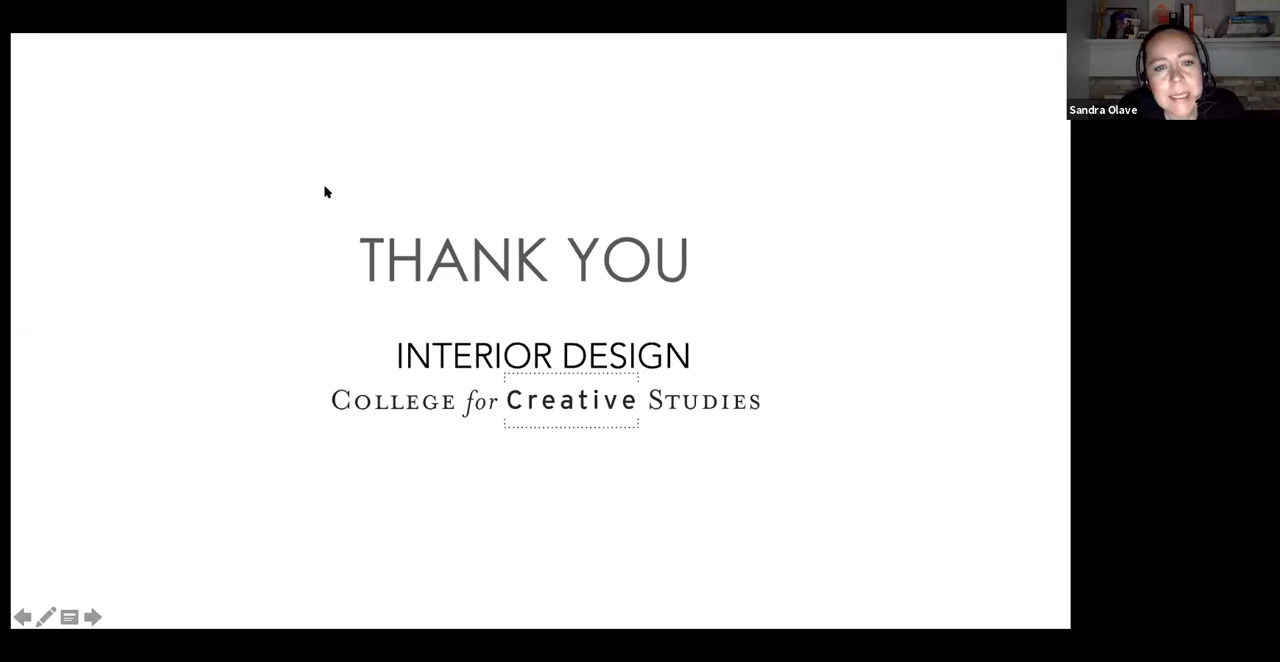 Sandra Olave
THANK YOU
INTERIOR DESIGN
COLLEGE for Creative STUDIES